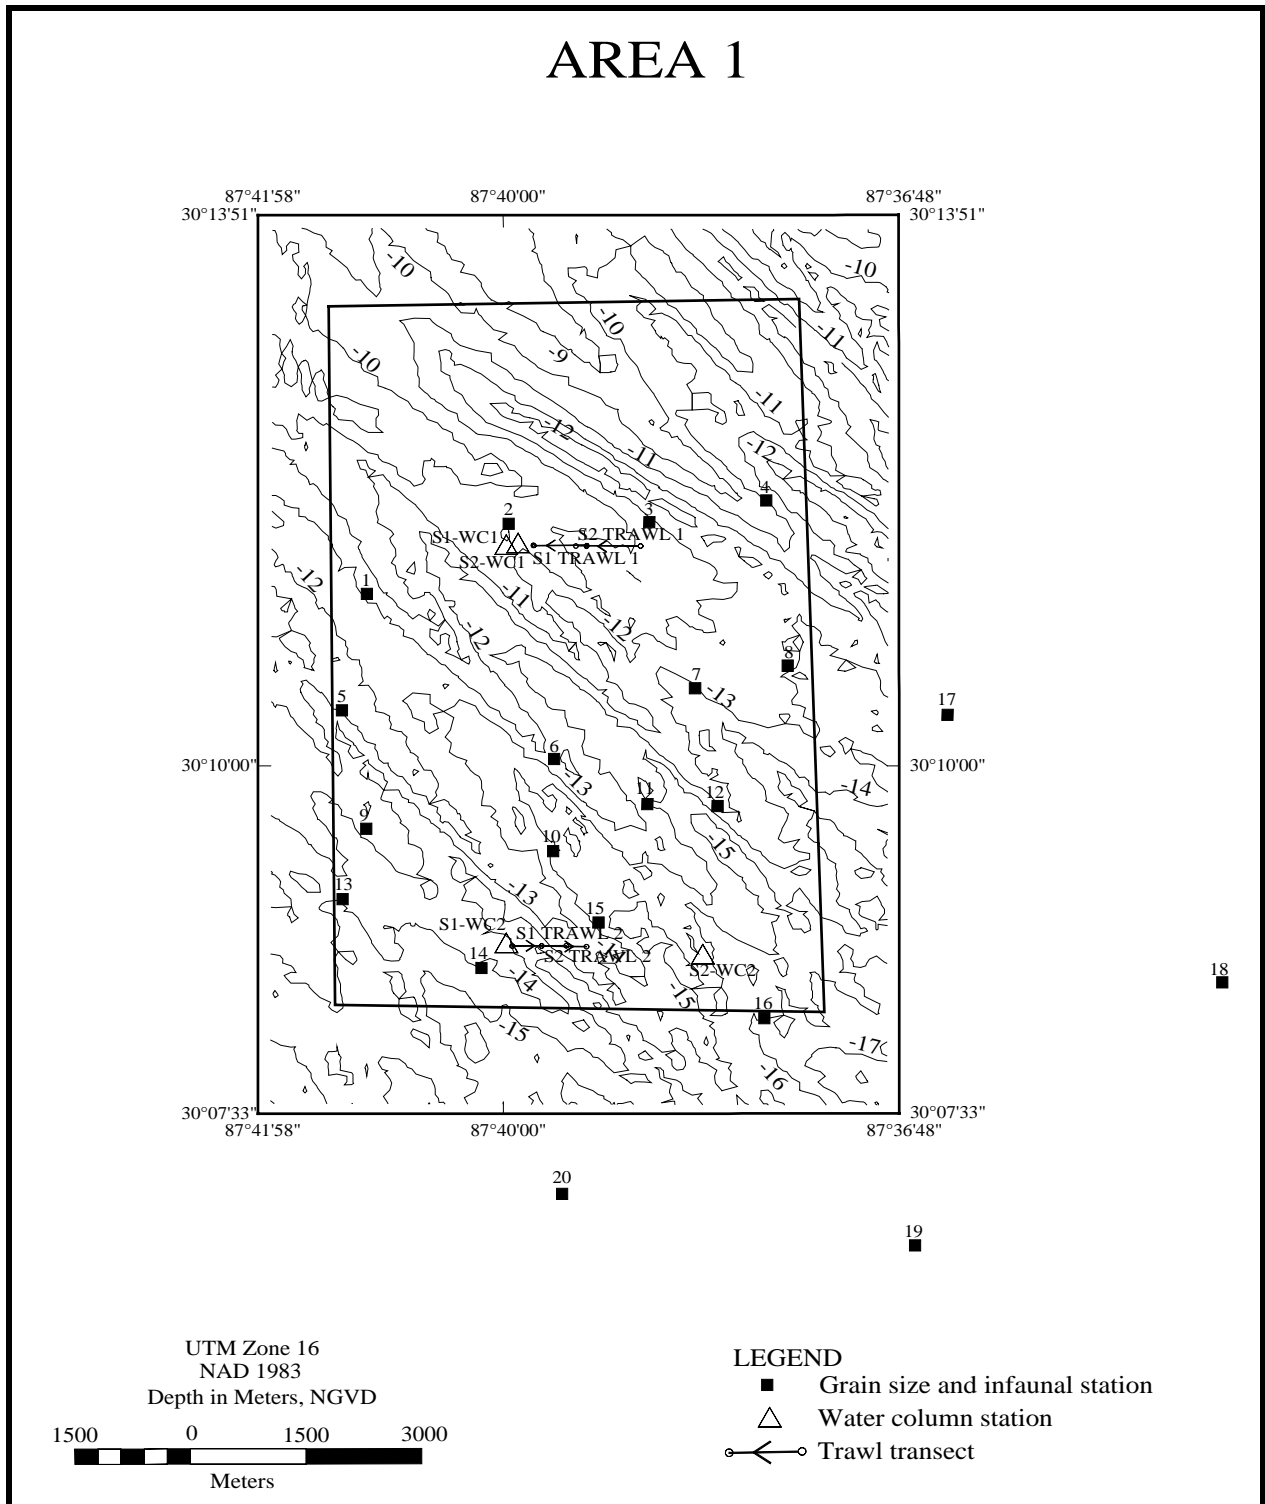 AREA 1
87°41'58" 87°40'00" 87°36'48"
30°13'51" 30°13'51"
-10
-10
-10
-11
-9
-10
-11
-12
-11
-12
4
2
3
S1-WC1
S2 TRAWL 1
S2-WC1
S1 TRAWL 1
-12
1
-11
-12
-12
8
7
-13
5
17
6
30°10'00" 30°10'00"
-13
-14
11
12
9
10
-15
13
-13
15
S1-WC2
S1 TRAWL 2
14
S2 TRAWL 2
-14
S2-WC2
18
-15
16
-15
-17
-16
30°07'33" 30°07'33"
87°41'58" 87°40'00" 87°36'48"
20
19
UTM Zone 16
NAD 1983
Depth in Meters, NGVD
1500 0 1500 3000
Meters
LEGEND
Grain size and infaunal station
Water column station
Trawl transect